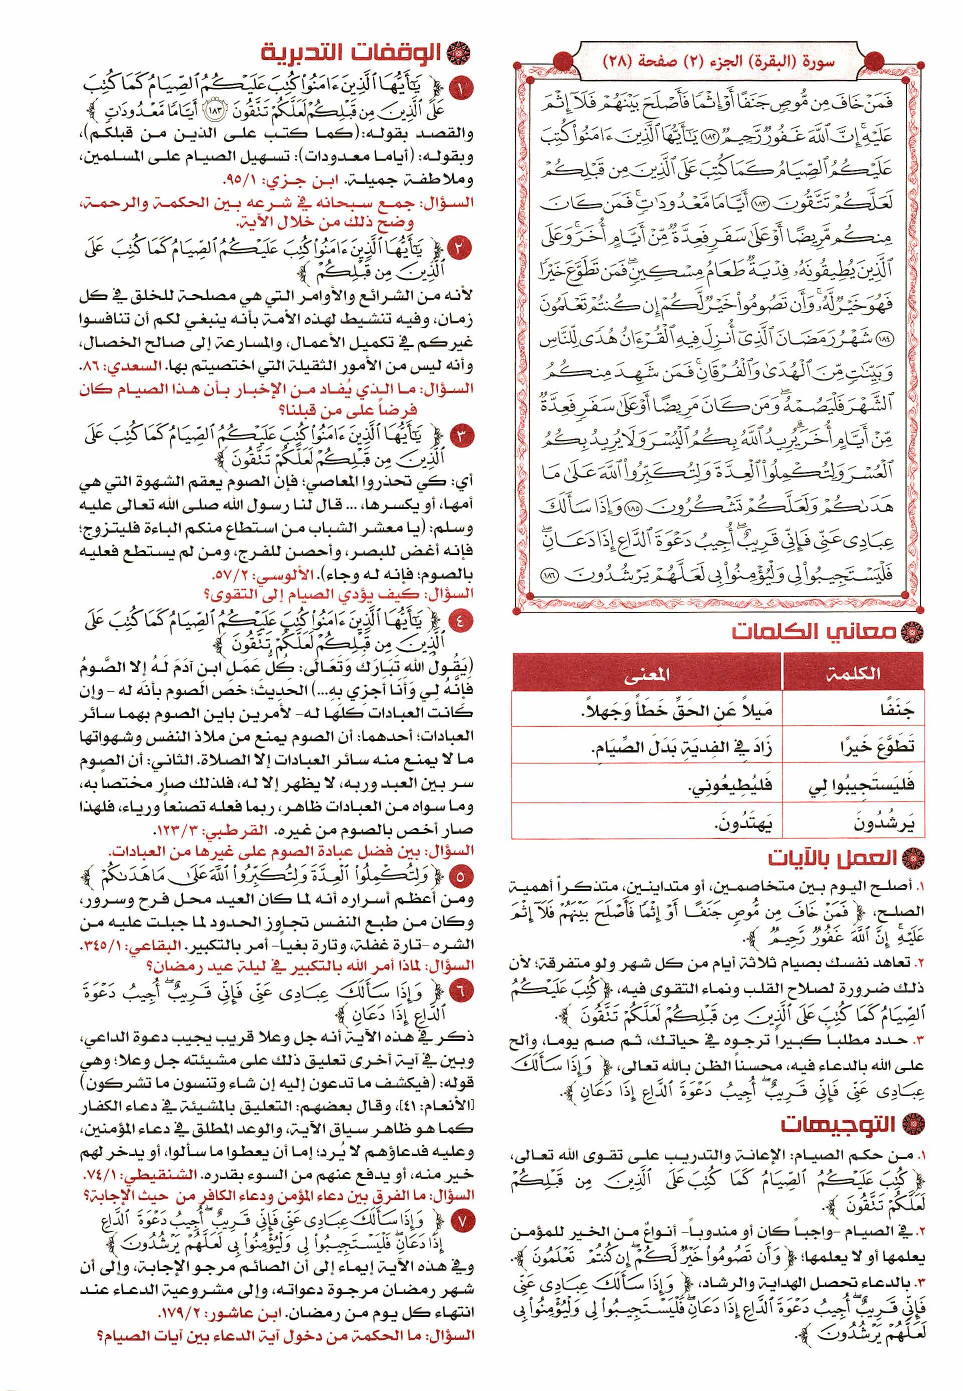 سورة (البقرة) الجزء (٢) صفحة (٢٨)
فَمَنْ خَافَ مِن مُّوصٍ جَنَفًا أَوْ إِثْمًا فَأَصْلَحَ بَيْنَهُمْ فَلَآ إِثْمَ
عَلَيْهِ ۚ إِنَّ ٱللَّهَ غَفُورٌ رَّحِيمٌ ١٨٢ يَٰٓأَيُّهَا ٱلَّذِينَ ءَامَنُوا۟ كُتِبَ
عَلَيْكُمُ ٱلصِّيَامُ كَمَا كُتِبَ عَلَى ٱلَّذِينَ مِن قَبْلِكُمْ
لَعَلَّكُمْ تَتَّقُونَ ١٨٣ أَيَّامًا مَّعْدُودَٰتٍ ۚ فَمَن كَانَ
مِنكُم مَّرِيضًا أَوْ عَلَىٰ سَفَرٍ فَعِدَّةٌ مِّنْ أَيَّامٍ أُخَرَ ۚ وَعَلَى
ٱلَّذِينَ يُطِيقُونَهُۥ فِدْيَةٌ طَعَامُ مِسْكِينٍ ۖ فَمَن تَطَوَّعَ خَيْرًا
فَهُوَ خَيْرٌ لَّهُۥ ۚ وَأَن تَصُومُوا۟ خَيْرٌ لَّكُمْ ۖ إِن كُنتُمْ تَعْلَمُونَ
١٨٤ شَهْرُ رَمَضَانَ ٱلَّذِىٓ أُنزِلَ فِيهِ ٱلْقُرْءَانُ هُدًى لِّلنَّاسِ
وَبَيِّنَٰتٍ مِّنَ ٱلْهُدَىٰ وَٱلْفُرْقَانِ ۚ فَمَن شَهِدَ مِنكُمُ
ٱلشَّهْرَ فَلْيَصُمْهُ ۖ وَمَن كَانَ مَرِيضًا أَوْ عَلَىٰ سَفَرٍ فَعِدَّةٌ
مِّنْ أَيَّامٍ أُخَرَ ۗ يُرِيدُ ٱللَّهُ بِكُمُ ٱلْيُسْرَ وَلَا يُرِيدُ بِكُمُ
ٱلْعُسْرَ وَلِتُكْمِلُوا۟ ٱلْعِدَّةَ وَلِتُكَبِّرُوا۟ ٱللَّهَ عَلَىٰ مَا
هَدَىٰكُمْ وَلَعَلَّكُمْ تَشْكُرُونَ ١٨٥ وَإِذَا سَأَلَكَ
عِبَادِى عَنِّى فَإِنِّى قَرِيبٌ ۖ أُجِيبُ دَعْوَةَ ٱلدَّاعِ إِذَا دَعَانِ ۖ
فَلْيَسْتَجِيبُوا۟ لِى وَلْيُؤْمِنُوا۟ بِى لَعَلَّهُمْ يَرْشُدُونَ ١٨٦
معاني الكلمات
الكلمة المعنى
جَنَفًا مَيلاً عَنِ الحَقِّ خَطَأً وَجَهلاً.
تَطَوَّعَ خَيرًا زَادَ في الفِديَةِ بَدَلَ الصِّيَامِ.
فَليَستَجِيبُوا لِي فَليُطِيعُونِي.
يَرشُدُونَ يَهتَدُونَ.
العمل بالآيات
١. أصلح اليوم بين متخاصمين، أو متداينين، متذكراً أهمية
الصلح، ﴿ فَمَنْ خَافَ مِن مُّوصٍ جَنَفًا أَوْ إِثْمًا فَأَصْلَحَ بَيْنَهُمْ فَلَآ إِثْمَ
عَلَيْهِ ۚ إِنَّ ٱللَّهَ غَفُورٌ رَّحِيمٌ ﴾.
٢. تعاهد نفسك بصيام ثلاثة أيام من كل شهر ولو متفرقة؛ لأن
ذلك ضرورة لصلاح القلب ونماء التقوى فيه، ﴿ كُتِبَ عَلَيْكُمُ
ٱلصِّيَامُ كَمَا كُتِبَ عَلَى ٱلَّذِينَ مِن قَبْلِكُمْ لَعَلَّكُمْ تَتَّقُونَ ﴾.
٣. حدد مطلباً كبيراً ترجوه في حياتك، ثم صم يوما، وألح
على الله بالدعاء فيه، محسناً الظن بالله تعالى، ﴿ وَإِذَا سَأَلَكَ
عِبَادِى عَنِّى فَإِنِّى قَرِيبٌ ۖ أُجِيبُ دَعْوَةَ ٱلدَّاعِ إِذَا دَعَانِ ﴾.
التوجيهات
١. من حكم الصيام: الإعانة والتدريب على تقوى الله تعالى،
﴿ كُتِبَ عَلَيْكُمُ ٱلصِّيَامُ كَمَا كُتِبَ عَلَى ٱلَّذِينَ مِن قَبْلِكُمْ
لَعَلَّكُمْ تَتَّقُونَ ﴾.
٢. في الصيام -واجباً كان أو مندوباً- أنواعٌ من الخير للمؤمن
يعلمها أو لا يعلمها؛ ﴿ وَأَن تَصُومُوا۟ خَيْرٌ لَّكُمْ ۖ إِن كُنتُمْ تَعْلَمُونَ ﴾.
٣. بالدعاء تحصل الهداية والرشاد، ﴿ وَإِذَا سَأَلَكَ عِبَادِى عَنِّى
فَإِنِّى قَرِيبٌ ۖ أُجِيبُ دَعْوَةَ ٱلدَّاعِ إِذَا دَعَانِ ۖ فَلْيَسْتَجِيبُوا۟ لِى وَلْيُؤْمِنُوا۟ بِى
لَعَلَّهُمْ يَرْشُدُونَ ﴾.
الوقفات التدبرية
١ ﴿ يَٰٓأَيُّهَا ٱلَّذِينَ ءَامَنُوا۟ كُتِبَ عَلَيْكُمُ ٱلصِّيَامُ كَمَا كُتِبَ
عَلَى ٱلَّذِينَ مِن قَبْلِكُمْ لَعَلَّكُمْ تَتَّقُونَ ١٨٣ أَيَّامًا مَّعْدُودَٰتٍ ﴾
والقصد بقوله: (كما كتب على الذين من قبلكم)،
وبقوله: (أياما معدودات): تسهيل الصيام على المسلمين،
وملاطفة جميلة. ابن جزي: ٩٥/١.
السؤال: جمع سبحانه في شرعه بين الحكمة والرحمة،
وضح ذلك من خلال الآية.
٢ ﴿ يَٰٓأَيُّهَا ٱلَّذِينَ ءَامَنُوا۟ كُتِبَ عَلَيْكُمُ ٱلصِّيَامُ كَمَا كُتِبَ عَلَى
ٱلَّذِينَ مِن قَبْلِكُمْ ﴾
لأنه من الشرائع والأوامر التي هي مصلحة للخلق في كل
زمان، وفيه تنشيط لهذه الأمة بأنه ينبغي لكم أن تنافسوا
غيركم في تكميل الأعمال، والمسارعة إلى صالح الخصال،
وأنه ليس من الأمور الثقيلة التي اختصيتم بها. السعدي: ٨٦.
السؤال: ما الذي يُفاد من الإخبار بأن هذا الصيام كان
فرضاً على من قبلنا؟
٣ ﴿ يَٰٓأَيُّهَا ٱلَّذِينَ ءَامَنُوا۟ كُتِبَ عَلَيْكُمُ ٱلصِّيَامُ كَمَا كُتِبَ عَلَى
ٱلَّذِينَ مِن قَبْلِكُمْ لَعَلَّكُمْ تَتَّقُونَ ﴾
أي: كي تحذروا المعاصي؛ فإن الصوم يعقم الشهوة التي هي
أمها، أو يكسرها، ... قال لنا رسول الله صلى الله تعالى عليه
وسلم: (يا معشر الشباب من استطاع منكم الباءة فليتزوج؛
فإنه أغض للبصر، وأحصن للفرج، ومن لم يستطع فعليه
بالصوم؛ فإنه له وجاء). الألوسي: ٥٧/٢.
السؤال: كيف يؤدي الصيام إلى التقوى؟
٤ ﴿ يَٰٓأَيُّهَا ٱلَّذِينَ ءَامَنُوا۟ كُتِبَ عَلَيْكُمُ ٱلصِّيَامُ كَمَا كُتِبَ عَلَى
ٱلَّذِينَ مِن قَبْلِكُمْ لَعَلَّكُمْ تَتَّقُونَ ﴾
(يَقُولُ الله تَبَارَكَ وَتَعَالَى: كُلُّ عَمَلِ ابنِ آدَمَ لَهُ إلا الصَّومُ
فَإنَّهُ لِي وَأنَا أجزِي بِهِ...) الحديث؛ خص الصوم بأنه له -وإن
كانت العبادات كلها له- لأمرين باين الصوم بهما سائر
العبادات؛ أحدهما: أن الصوم يمنع من ملاذ النفس وشهواتها
ما لا يمنع منه سائر العبادات إلا الصلاة. الثاني: أن الصوم
سر بين العبد وربه، لا يظهر إلا له، فلذلك صار مختصاً به،
وما سواه من العبادات ظاهر، ربما فعله تصنعاً ورياء، فلهذا
صار أخص بالصوم من غيره. القرطبي: ١٢٣/٣.
السؤال: بين فضل عبادة الصوم على غيرها من العبادات.
٥ ﴿ وَلِتُكْمِلُوا۟ ٱلْعِدَّةَ وَلِتُكَبِّرُوا۟ ٱللَّهَ عَلَىٰ مَا هَدَىٰكُمْ ﴾
ومن أعظم أسراره أنه لما كان العيد محل فرح وسرور،
وكان من طبع النفس تجاوز الحدود لما جبلت عليه من
الشره -تارة غفلة، وتارة بغيا- أمر بالتكبير. البقاعي: ٣٤٥/١.
السؤال: لماذا أمر الله بالتكبير في ليلة عيد رمضان؟
٦ ﴿ وَإِذَا سَأَلَكَ عِبَادِى عَنِّى فَإِنِّى قَرِيبٌ ۖ أُجِيبُ دَعْوَةَ
ٱلدَّاعِ إِذَا دَعَانِ ﴾
ذكر في هذه الآية أنه جل وعلا قريب يجيب دعوة الداعي،
وبين في آية أخرى تعليق ذلك على مشيئته جل وعلا؛ وهي
قوله: (فيكشف ما تدعون إليه إن شاء وتنسون ما تشركون)
[الأنعام: ٤١]، وقال بعضهم: التعليق بالمشيئة في دعاء الكفار
كما هو ظاهر سياق الآية، والوعد المطلق في دعاء المؤمنين،
وعليه فدعاؤهم لا يُرد؛ إما أن يعطوا ما سألوا، أو يدخر لهم
خير منه، أو يدفع عنهم من السوء بقدره. الشنقيطي: ٧٤/١.
السؤال: ما الفرق بين دعاء المؤمن ودعاء الكافر من حيث الإجابة؟
٧ ﴿ وَإِذَا سَأَلَكَ عِبَادِى عَنِّى فَإِنِّى قَرِيبٌ ۖ أُجِيبُ دَعْوَةَ ٱلدَّاعِ
إِذَا دَعَانِ ۖ فَلْيَسْتَجِيبُوا۟ لِى وَلْيُؤْمِنُوا۟ بِى لَعَلَّهُمْ يَرْشُدُونَ ﴾
وفي هذه الآية إيماء إلى أن الصائم مرجو الإجابة، وإلى أن
شهر رمضان مرجوة دعواته، وإلى مشروعية الدعاء عند
انتهاء كل يوم من رمضان. ابن عاشور: ١٧٩/٢.
السؤال: ما الحكمة من دخول آية الدعاء بين آيات الصيام؟